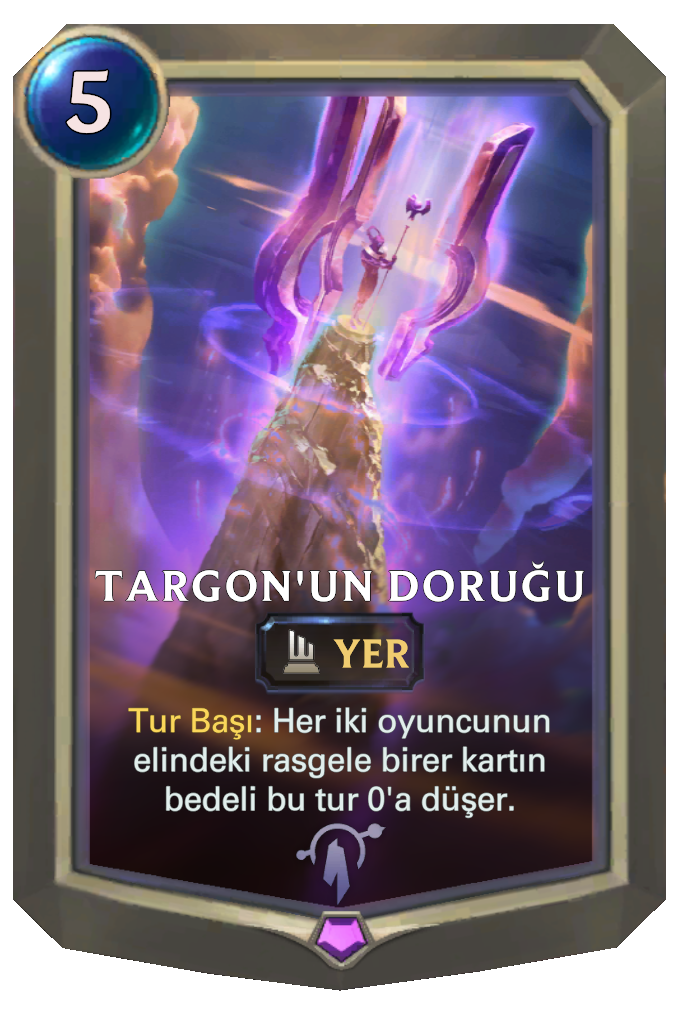 5
TARGON'UN DORUĞU
YER
Tur Başı: Her iki oyuncunun
elindeki rasgele birer kartın
bedeli bu tur 0'a düşer.